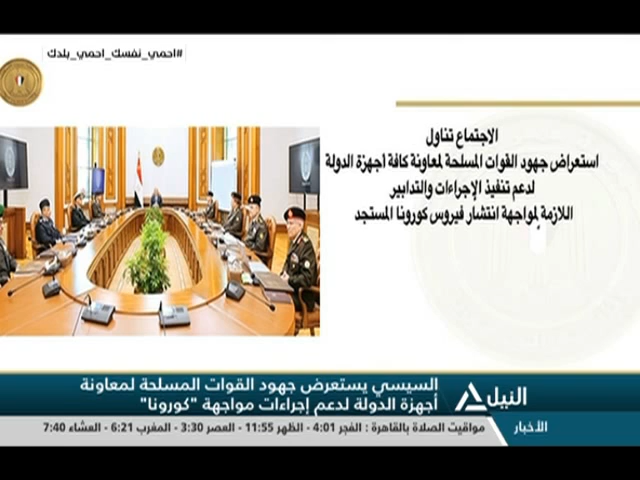 #احمي_نفسك_احمي_بلدك
الإجتماع تناول
استعراض جهود القوات المسلحة لمعاونة كافة أجهزة الدولة
لدعم تنفيذ الإجراءات والتدابير
اللازمة لمواجهة انتشار فيروس كورونا المستجد
السيسي يستعرض جهود القوات المسلحة لمعاونة
أجهزة الدولة لدعم إجراءات مواجهة "كورونا"
النيل
الأخبار
مواقيت الصلاة بالقاهرة : الفجر 4:01 - الظهر 11:55 - العصر 3:30 - المغرب 6:21 - العشاء 7:40